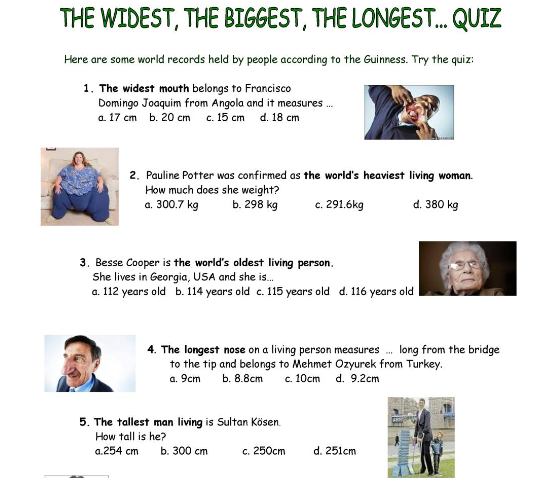 THE WIDEST, THE BIGGEST, THE LONGEST... QUIZ
Here are some world records held by people according to the Guinness. Try the quiz:
1. The widest mouth belongs to Francisco
Domingo Joaquim from Angola and it measures ...
a. 17 cm b. 20 cm c. 15 cm d. 18 cm
2. Pauline Potter was confirmed as the world's heaviest living woman.
How much does she weight?
a. 300.7 kg b. 298 kg c. 291.6kg d. 380 kg
3. Besse Cooper is the world's oldest living person.
She lives in Georgia, USA and she is...
a. 112 years old b. 114 years old c. 115 years old d. 116 years old
4. The longest nose on a living person measures ... long from the bridge
to the tip and belongs to Mehmet Ozyurek from Turkey.
a. 9cm b. 8.8cm c. 10cm d. 9.2cm
5. The tallest man living is Sultan Kösen.
How tall is he?
a.254 cm b. 300 cm c. 250cm d. 251cm